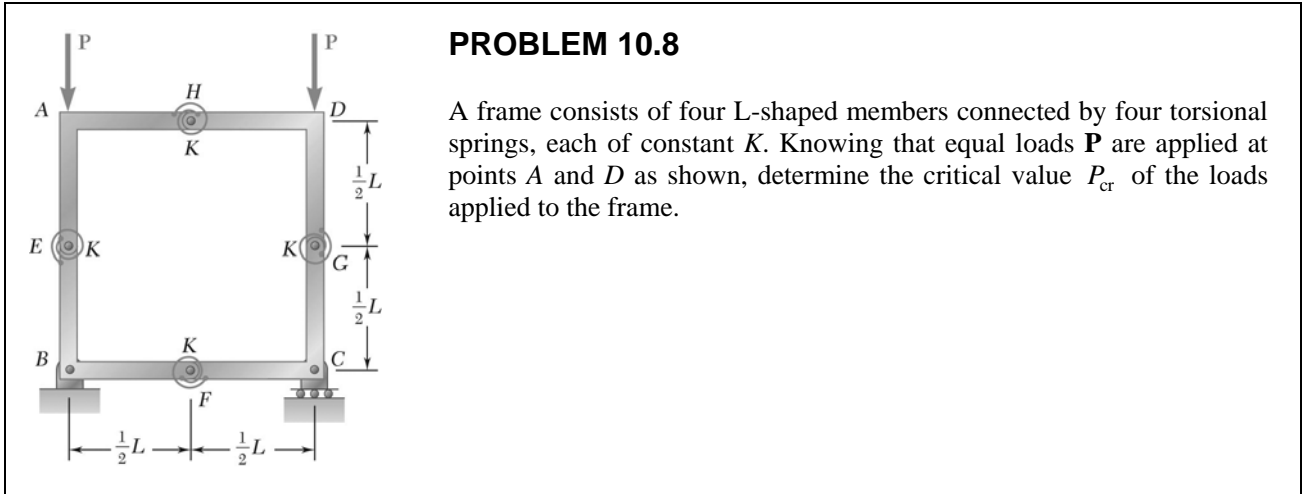 PROBLEM 10.8
A frame consists of four L-shaped members connected by four torsional
springs, each of constant K. Knowing that equal loads P are applied at
points A and D as shown, determine the critical value Pcr of the loads
applied to the frame.
P P
H
A D
K
1/2 L
E K K G
1/2 L
K
B C
F
1/2 L 1/2 L